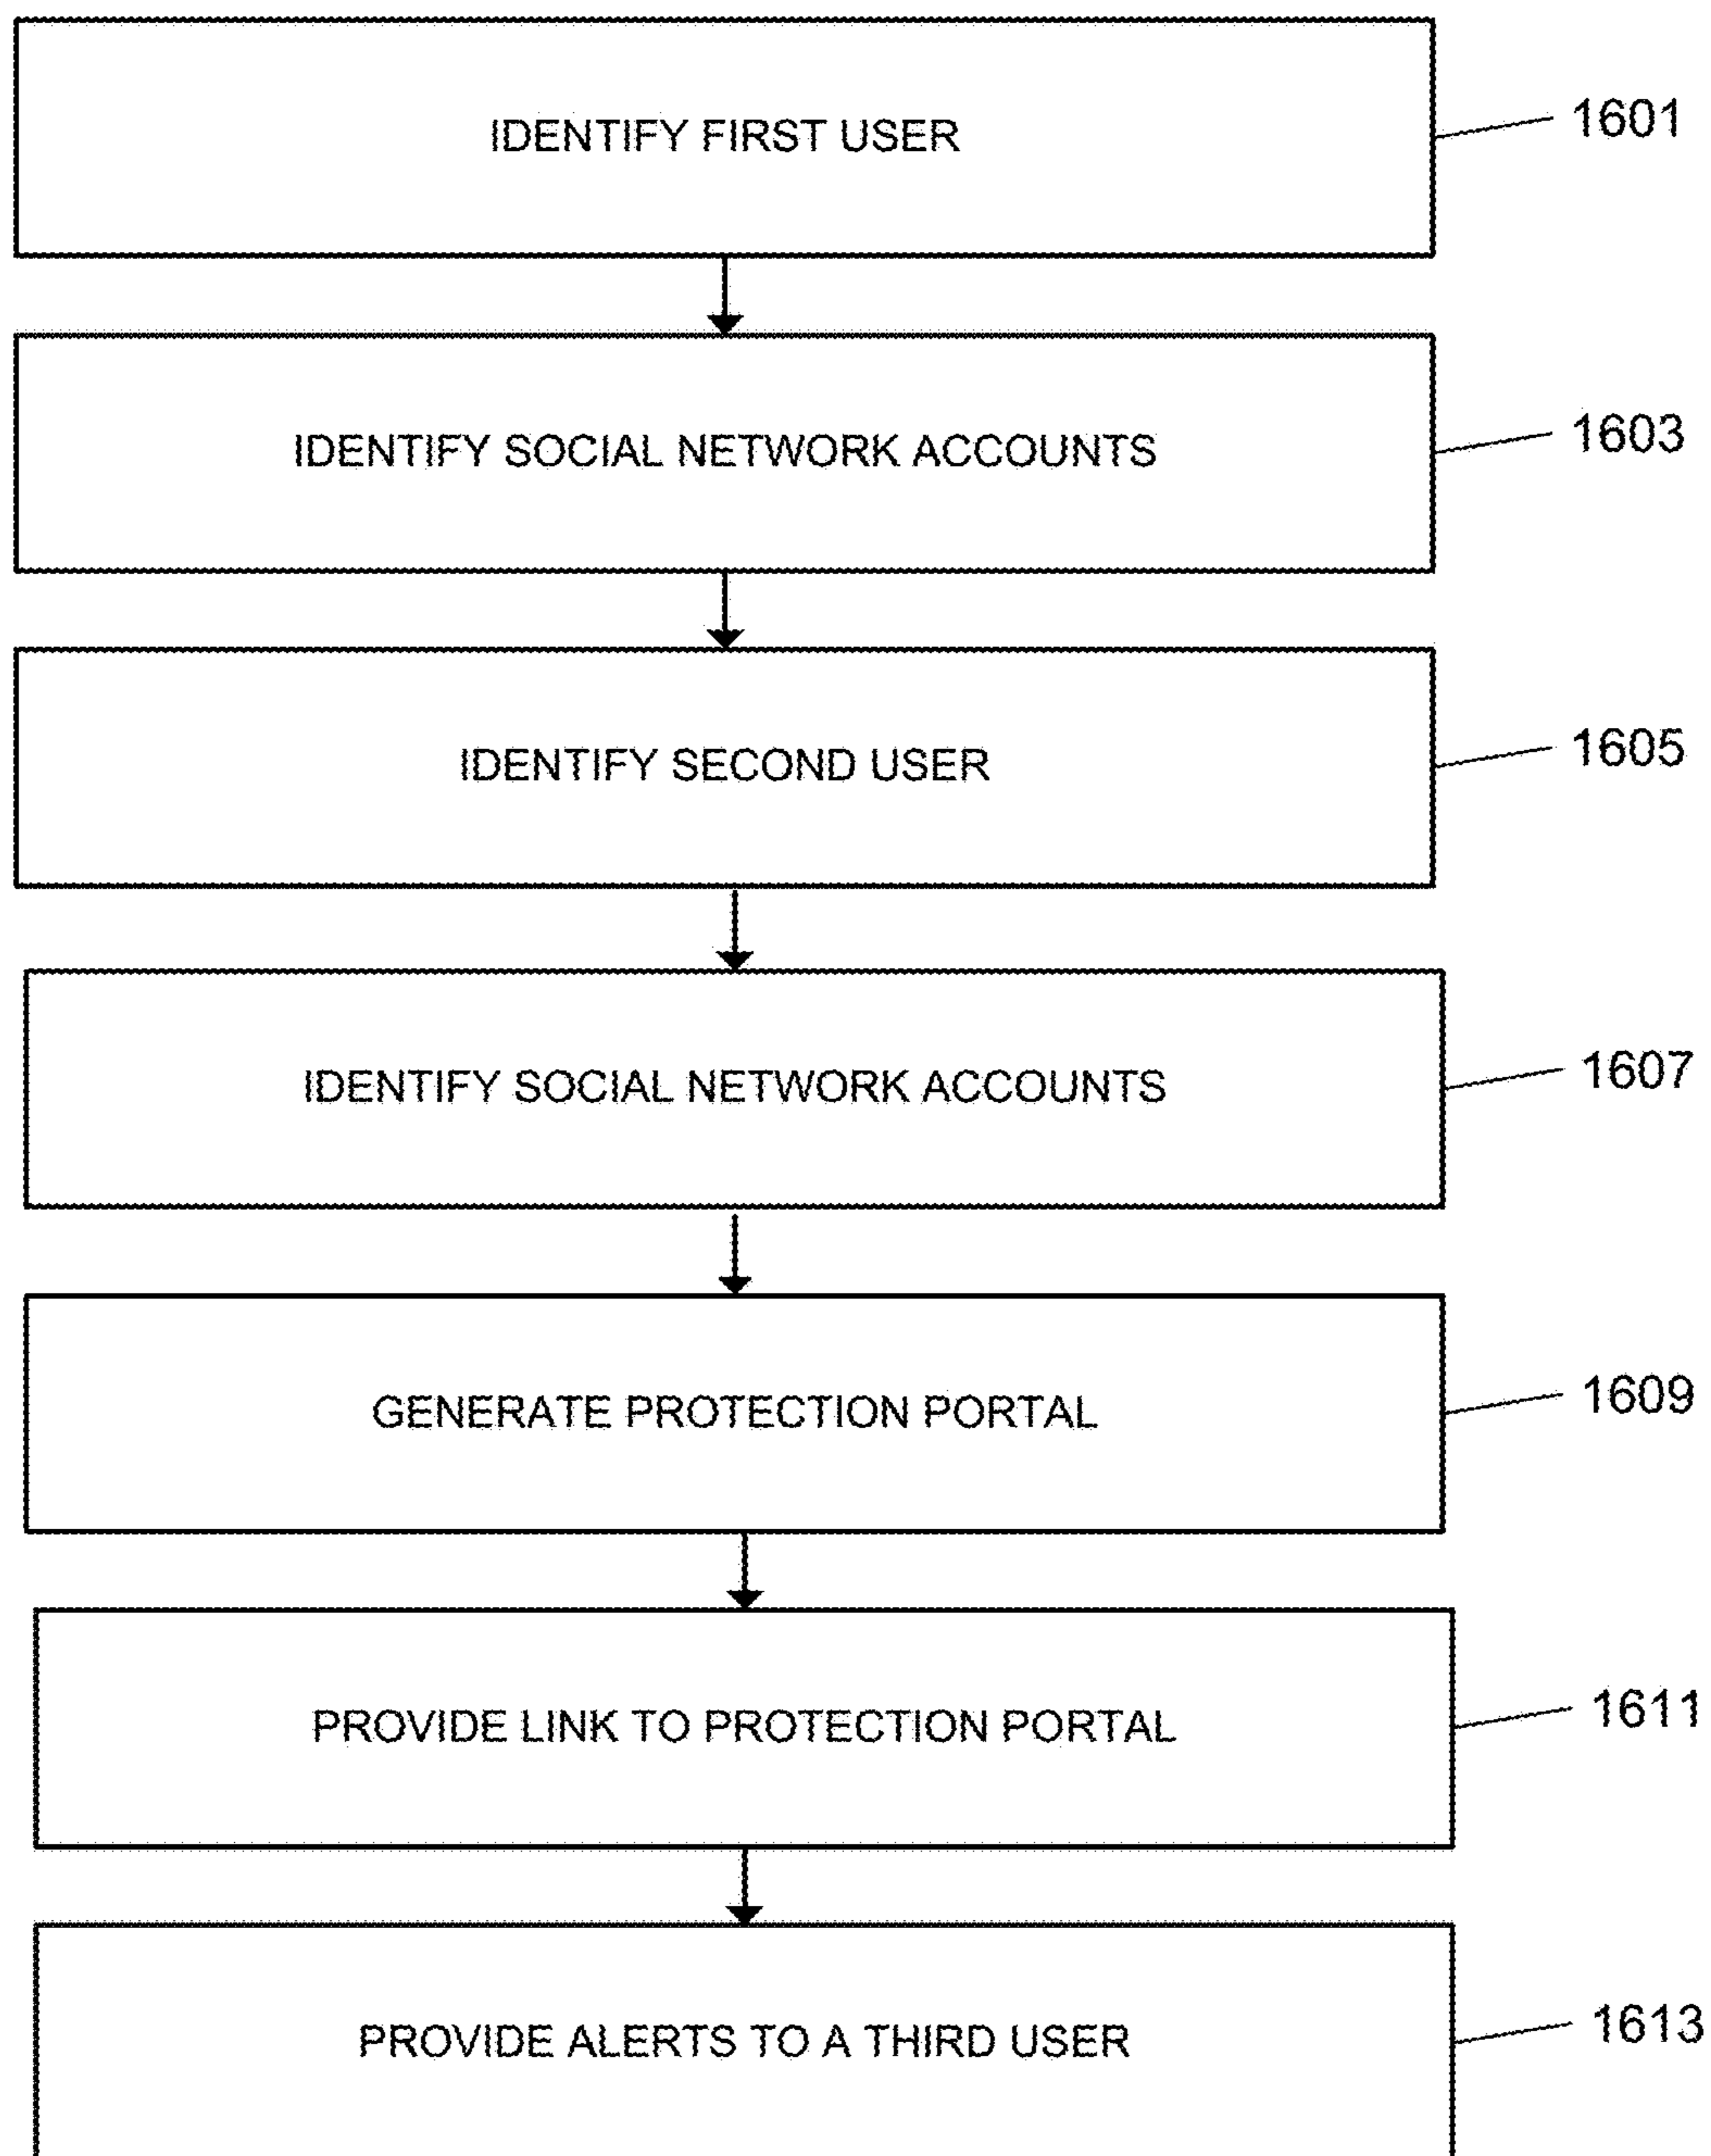 IDENTIFY FIRST USER
1601
IDENTIFY SOCIAL NETWORK ACCOUNTS
1603
IDENTIFY SECOND USER
1605
IDENTIFY SOCIAL NETWORK ACCOUNTS
1607
GENERATE PROTECTION PORTAL
1609
PROVIDE LINK TO PROTECTION PORTAL
1611
PROVIDE ALERTS TO A THIRD USER
1613